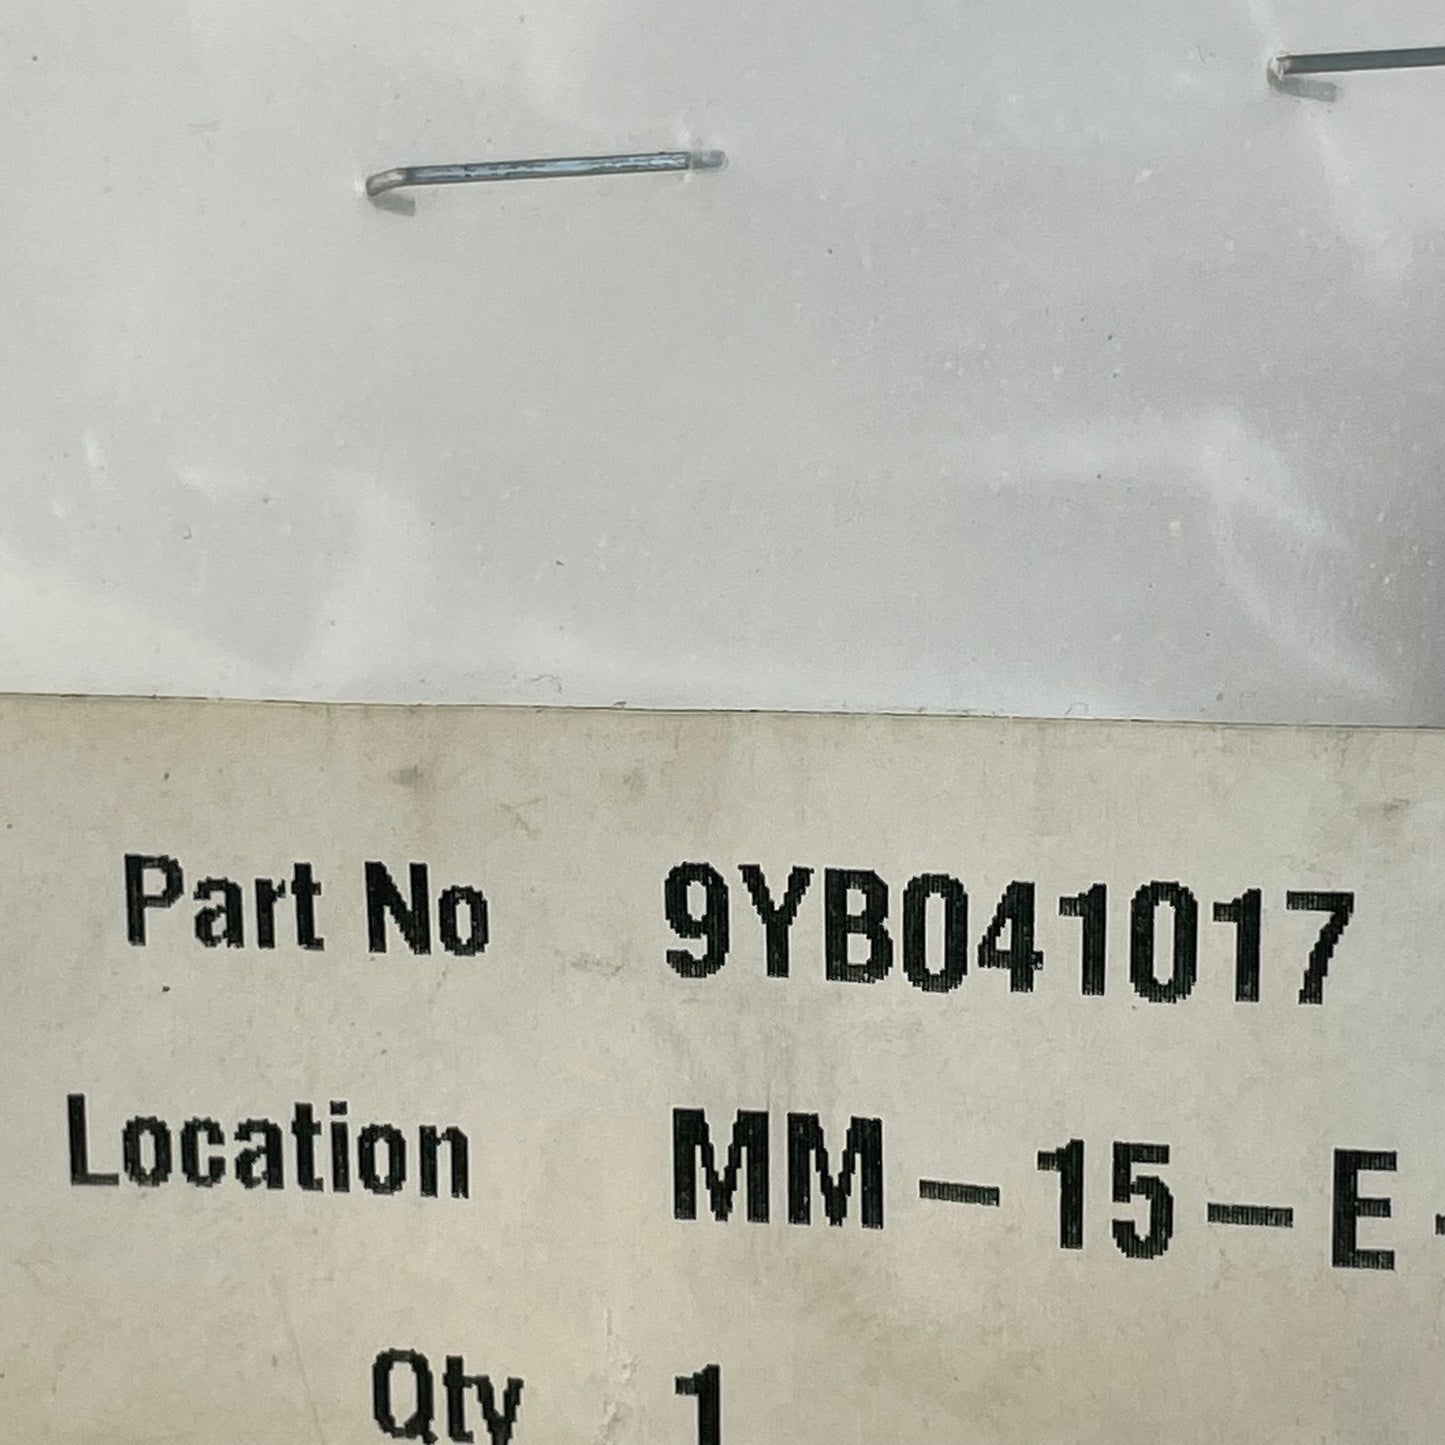 Part No 9YB041017
Location MM-15-E-
Qty 1